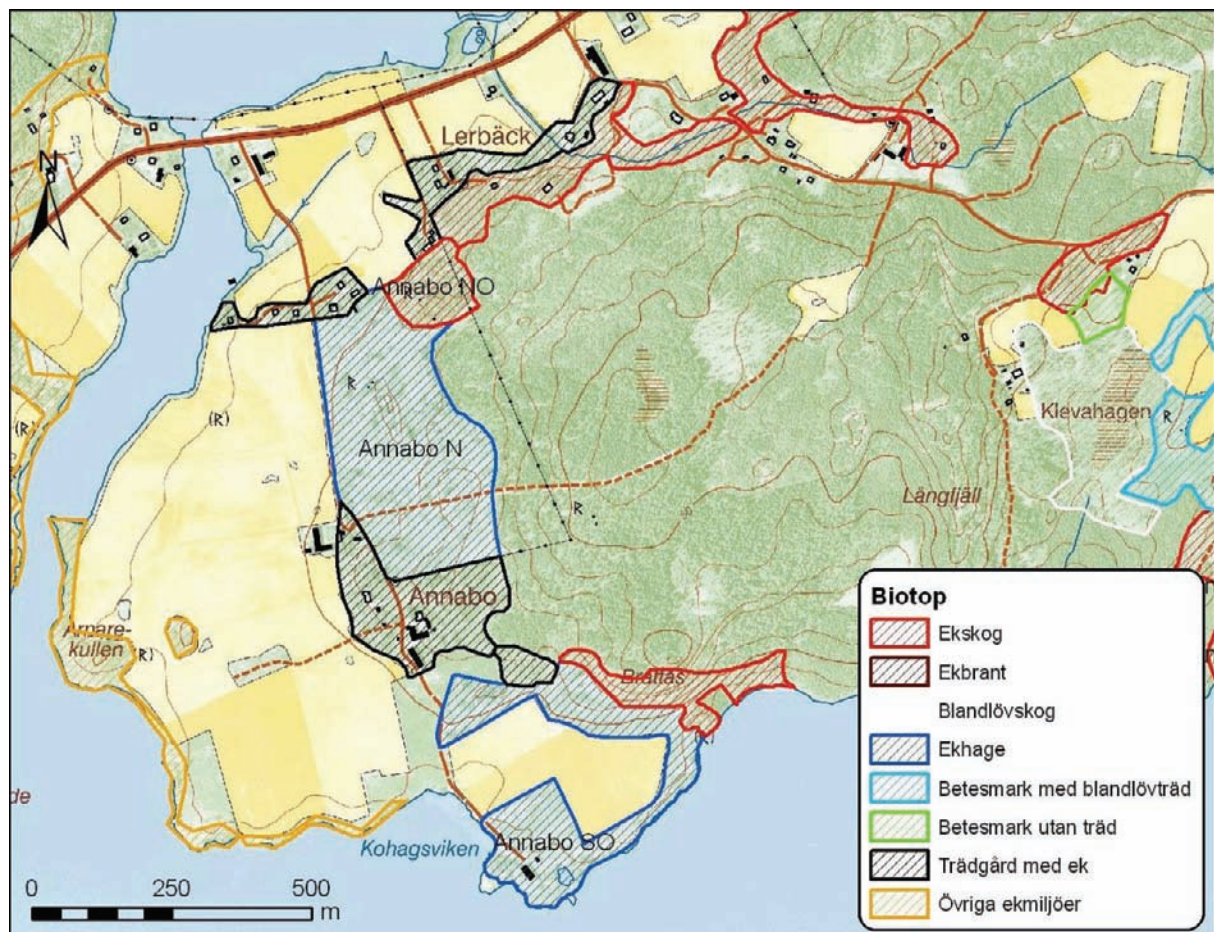 Lerbäck
N
Annabo NO
R
R
(R)
Annabo N
Klevahagen
R
Långfjäll
R
Annabo
Arnare-
kullen
(R)
Brattås
(R)
de
Kohagsviken
Annabo SO
0 250 500
m
Biotop
Ekskog
Ekbrant
Blandlövskog
Ekhage
Betesmark med blandlövträd
Betesmark utan träd
Trädgård med ek
Övriga ekmiljöer
(R)